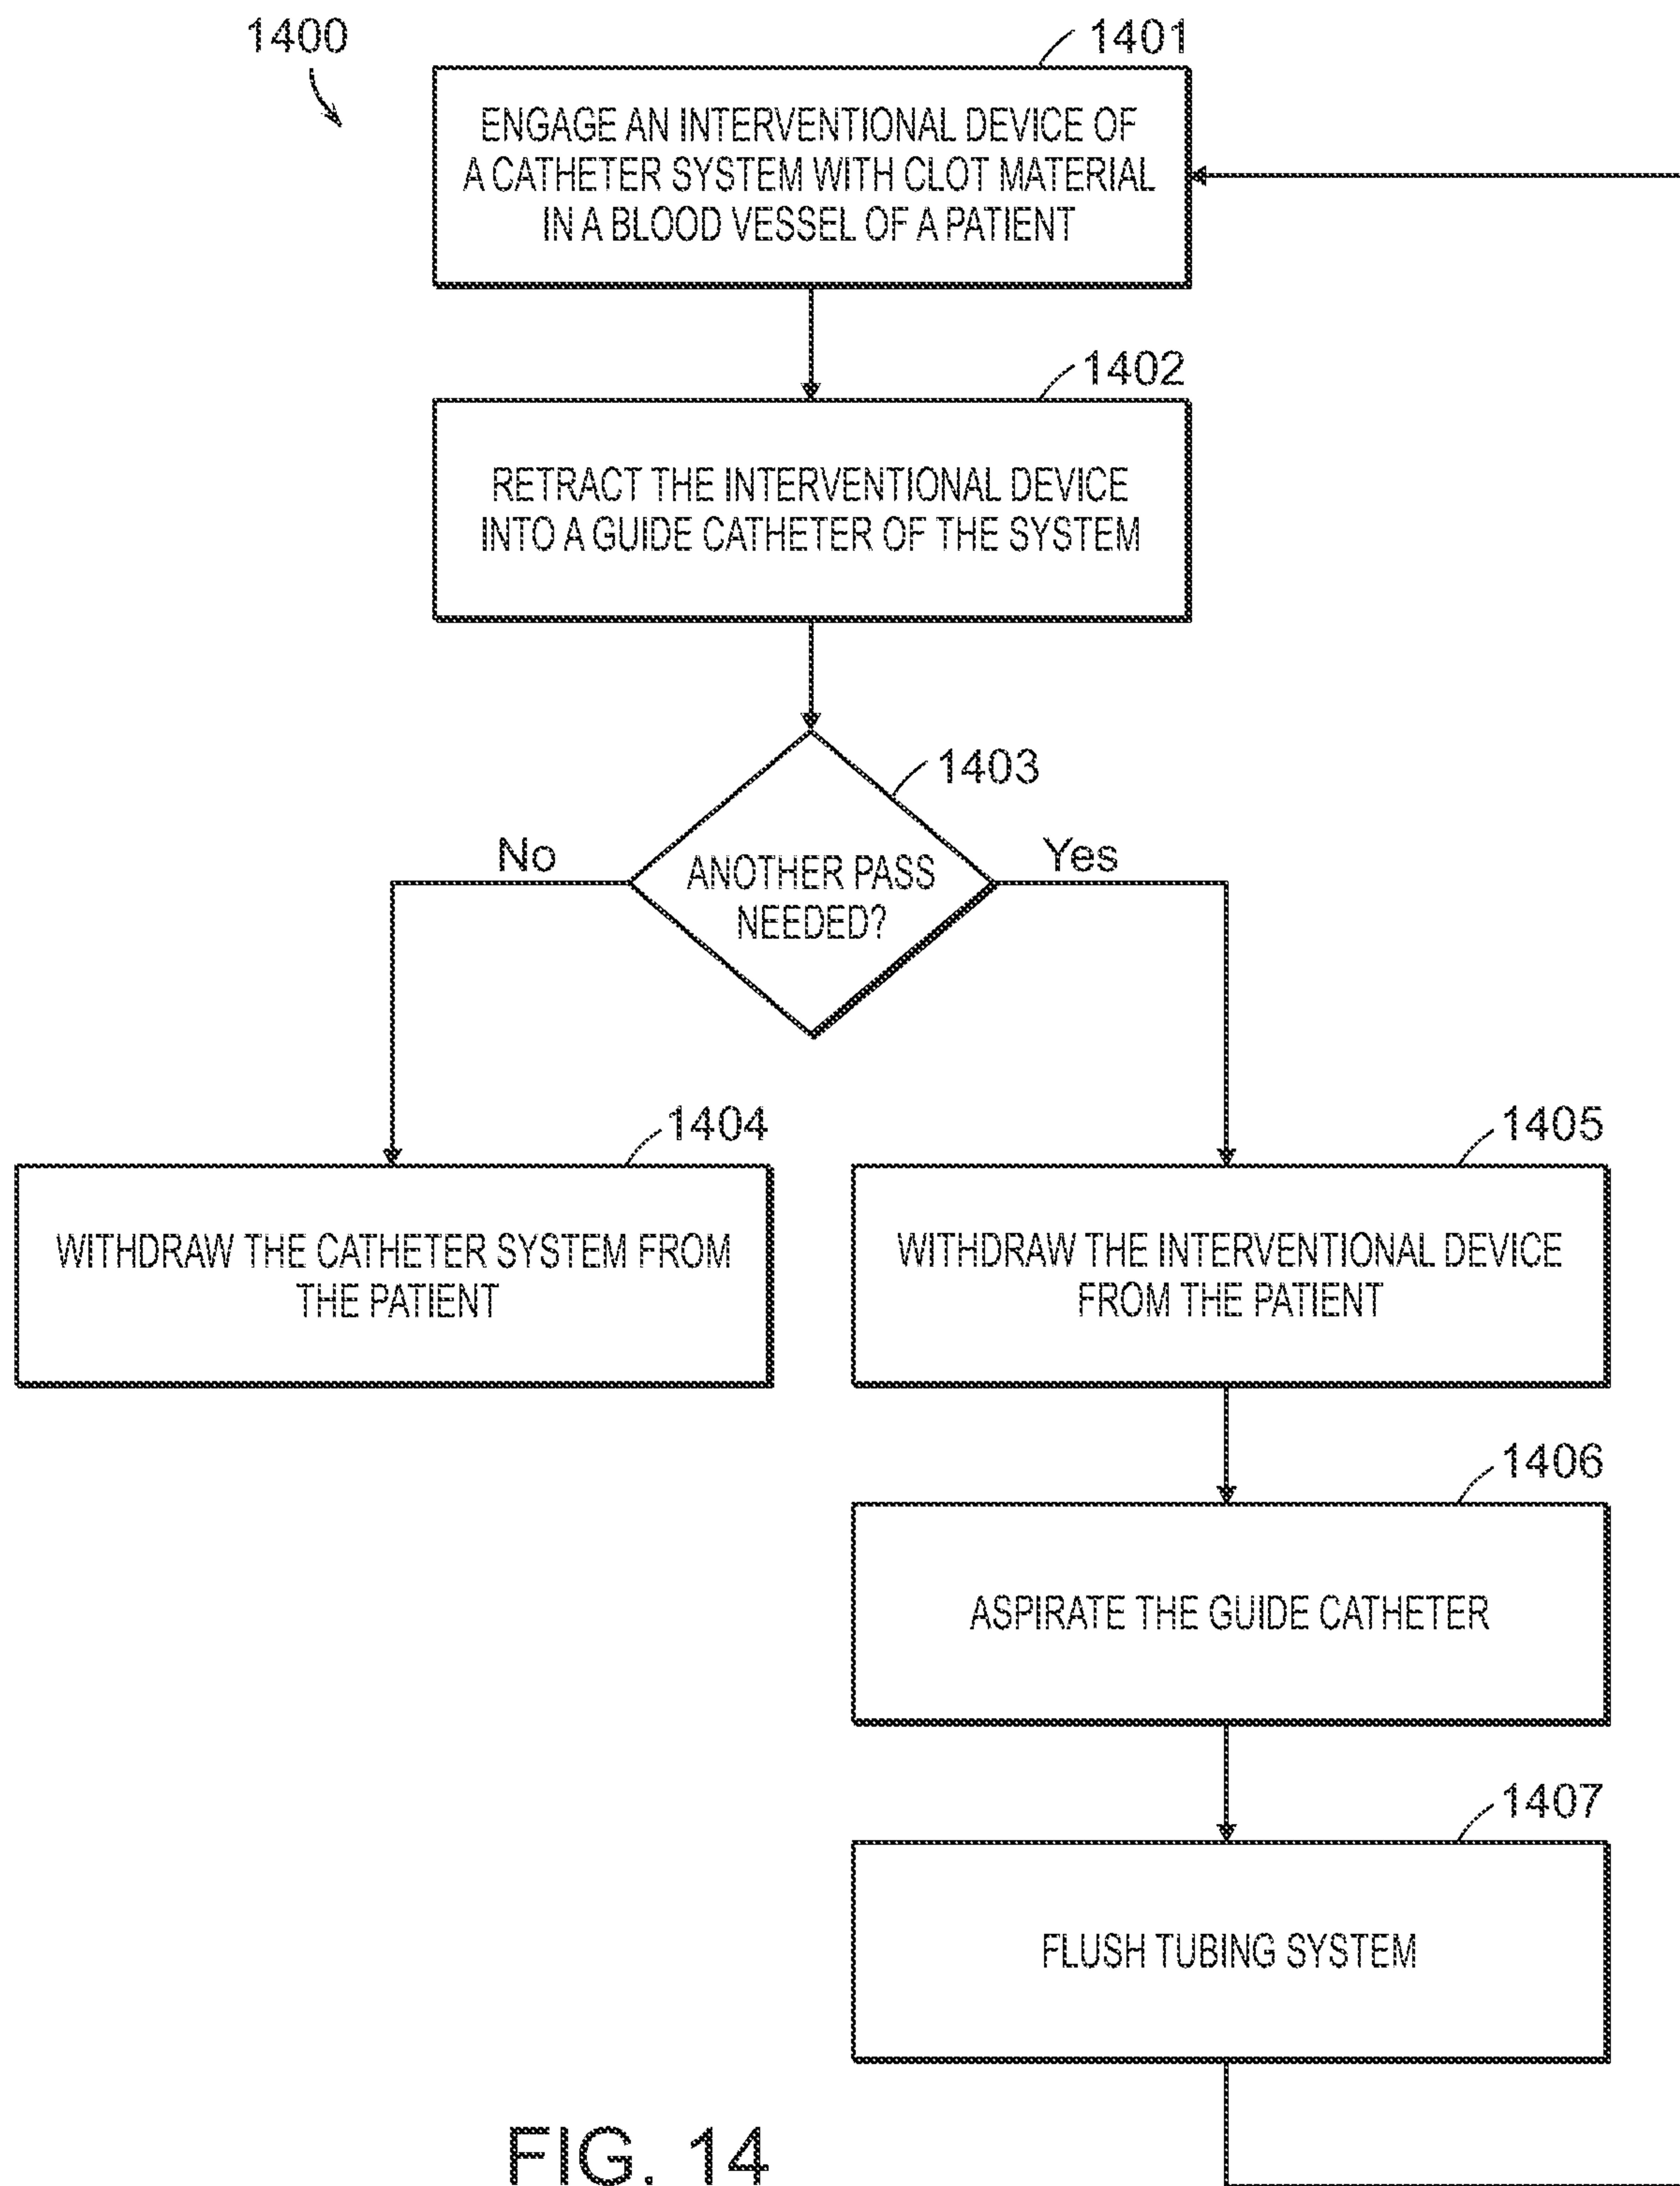 1400
1401
ENGAGE AN INTERVENTIONAL DEVICE OF
A CATHETER SYSTEM WITH CLOT MATERIAL
IN A BLOOD VESSEL OF A PATIENT
1402
RETRACT THE INTERVENTIONAL DEVICE
INTO A GUIDE CATHETER OF THE SYSTEM
1403
No
Yes
ANOTHER PASS
NEEDED?
1404
WITHDRAW THE CATHETER SYSTEM FROM
THE PATIENT
1405
WITHDRAW THE INTERVENTIONAL DEVICE
FROM THE PATIENT
1406
ASPIRATE THE GUIDE CATHETER
1407
FLUSH TUBING SYSTEM
FIG. 14